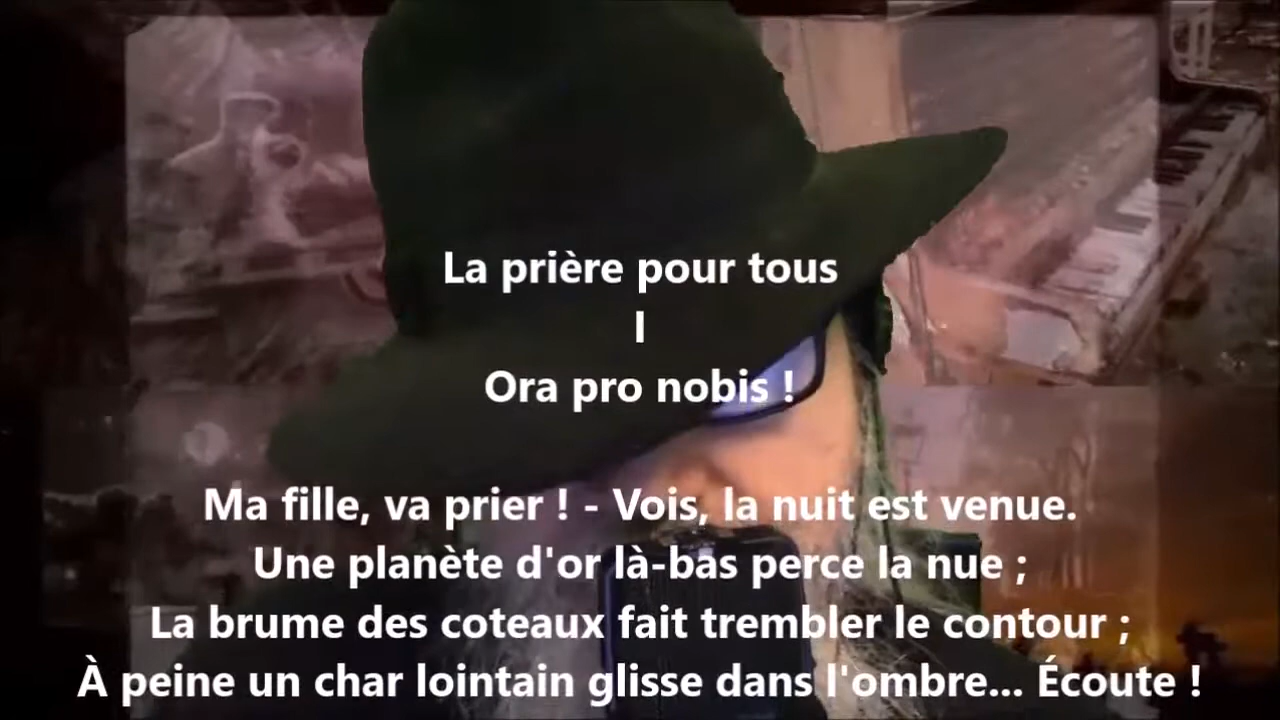 La prière pour tous
I
Ora pro nobis !
Ma fille, va prier ! - Vois, la nuit est venue.
Une planète d'or là-bas perce la nue ;
La brume des coteaux fait trembler le contour ;
À peine un char lointain glisse dans l'ombre... Écoute !